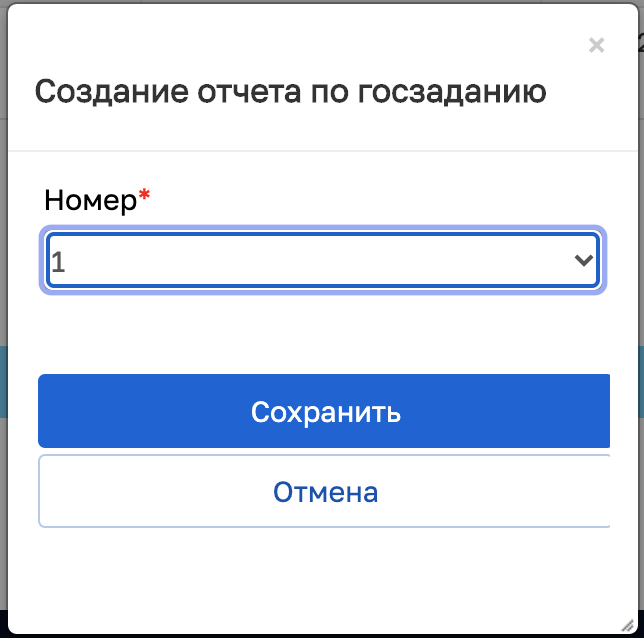 ×
Создание отчета по госзаданию
Номер*
1
Сохранить
Отмена